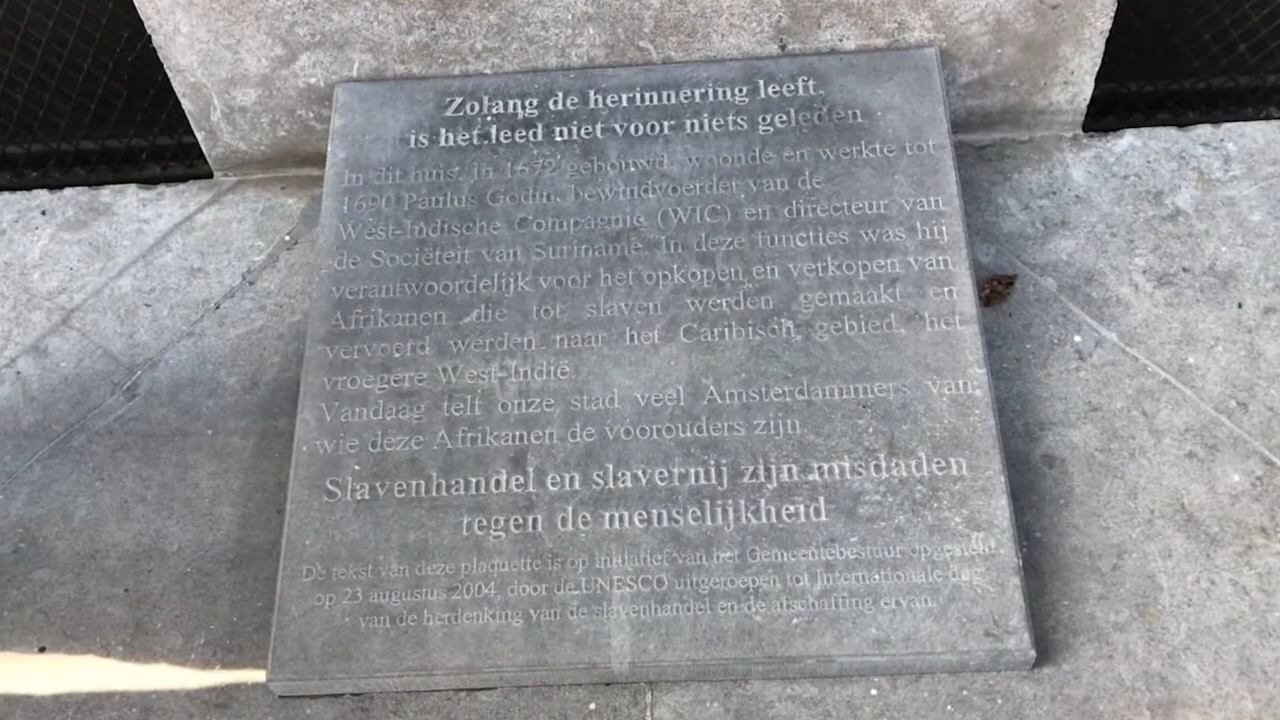 Zolang de herinnering leeft.
is het leed niet voor niets geleden
In dit huis, in 1672 gebouwd, woonde en werkte tot
1690 Paulus Godin, bewindvoerder van de
West-Indische Compagnie (WIC) en directeur van
de Sociëteit van Suriname. In deze functies was hij
verantwoordelijk voor het opkopen en verkopen van
Afrikanen die tot slaven werden gemaakt en
vervoerd werden naar het Caribisch gebied, het
vroegere West-Indië.
Vandaag telt onze stad veel Amsterdammers van
wie deze Afrikanen de voorouders zijn.
Slavenhandel en slavernij zijn misdaden
tegen de menselijkheid
De tekst van deze plaquette is op initiatief van het Gemeentebestuur opgesteld
op 23 augustus 2004, door de UNESCO uitgeroepen tot Internationale dag
van de herdenking van de slavenhandel en de afschaffing ervan.